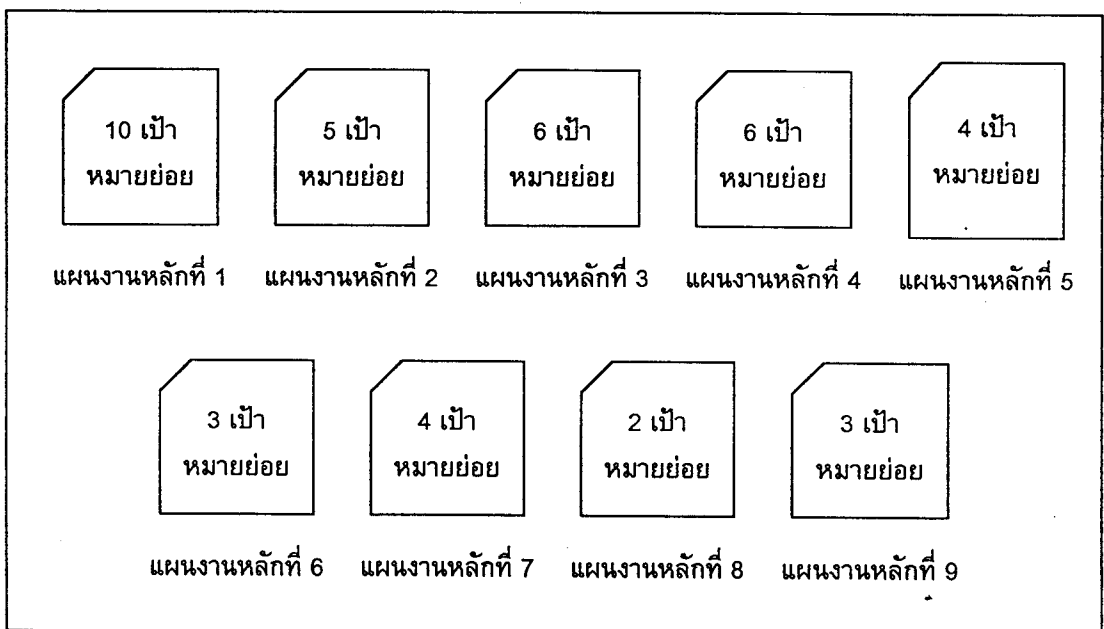 10 เป้า
หมายย่อย
5 เป้า
หมายย่อย
6 เป้า
หมายย่อย
6 เป้า
หมายย่อย
4 เป้า
หมายย่อย
แผนงานหลักที่ 1
แผนงานหลักที่ 2
แผนงานหลักที่ 3
แผนงานหลักที่ 4
แผนงานหลักที่ 5
3 เป้า
หมายย่อย
4 เป้า
หมายย่อย
2 เป้า
หมายย่อย
3 เป้า
หมายย่อย
แผนงานหลักที่ 6
แผนงานหลักที่ 7
แผนงานหลักที่ 8
แผนงานหลักที่ 9